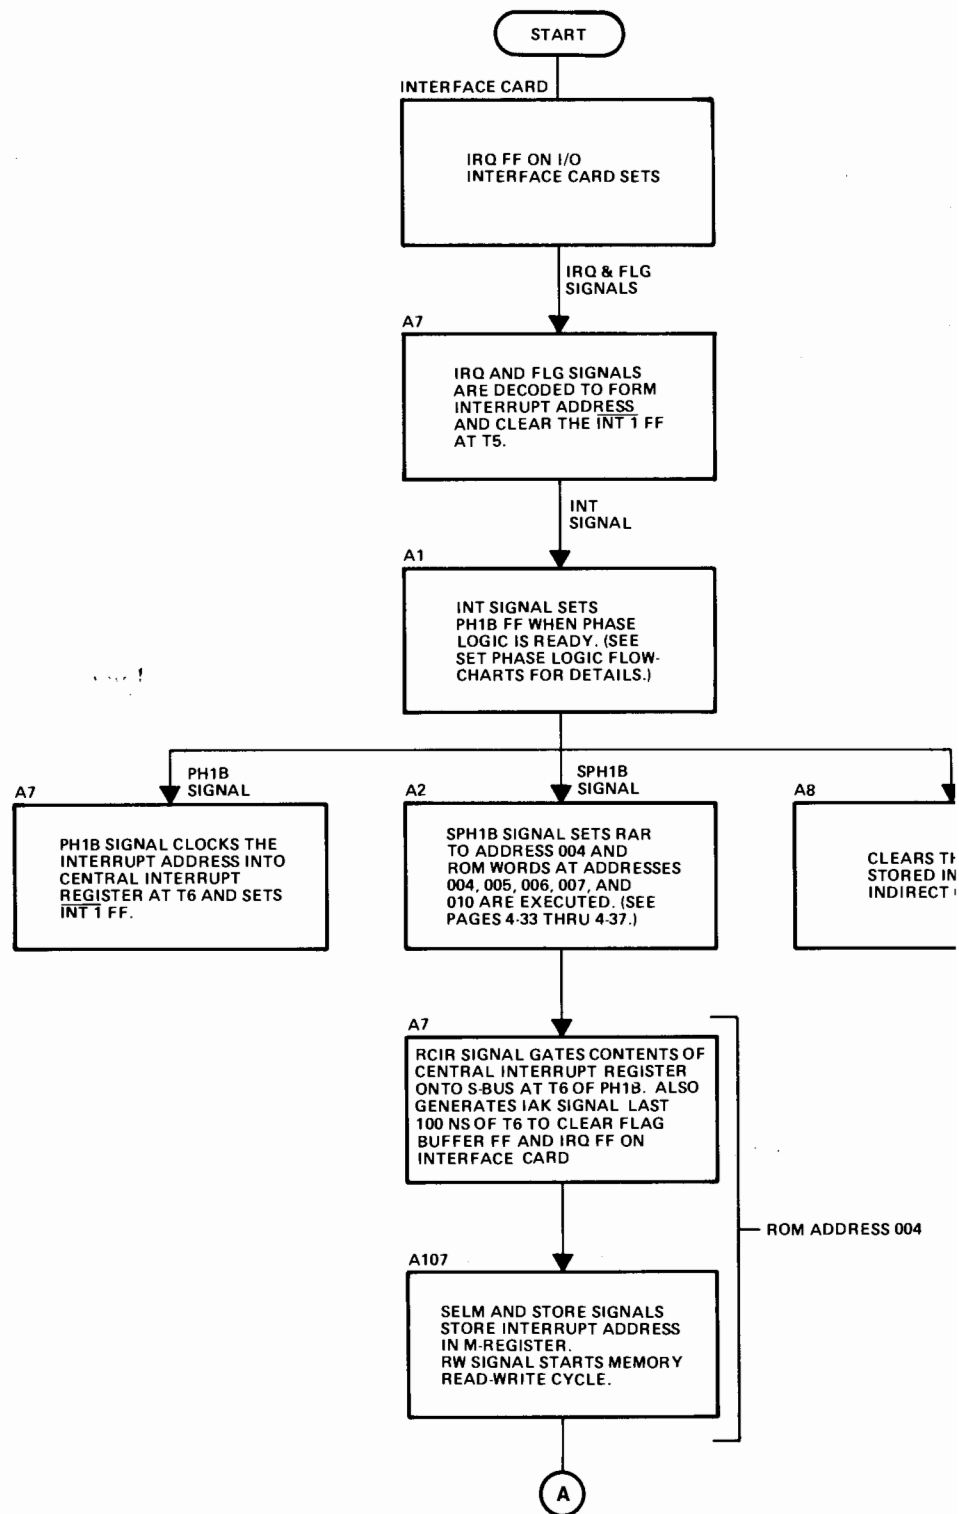 START
INTERFACE CARD
IRQ FF ON I/O
INTERFACE CARD SETS
IRQ & FLG
SIGNALS
A7
IRQ AND FLG SIGNALS
ARE DECODED TO FORM
INTERRUPT ADDRESS
AND CLEAR THE I̅N̅T̅ ̅1̅ FF
AT T5.
INT
SIGNAL
A1
INT SIGNAL SETS
PH1B FF WHEN PHASE
LOGIC IS READY. (SEE
SET PHASE LOGIC FLOW-
CHARTS FOR DETAILS.)
PH1B
SIGNAL
A7
PH1B SIGNAL CLOCKS THE
INTERRUPT ADDRESS INTO
CENTRAL INTERRUPT
REGISTER AT T6 AND SETS
I̅N̅T̅ ̅1̅ FF.
SPH1B
SIGNAL
A2
SPH1B SIGNAL SETS RAR
TO ADDRESS 004 AND
ROM WORDS AT ADDRESSES
004, 005, 006, 007, AND
010 ARE EXECUTED. (SEE
PAGES 4-33 THRU 4-37.)
A8
CLEARS
STORED IN
INDIRECT
A7
RCIR SIGNAL GATES CONTENTS OF
CENTRAL INTERRUPT REGISTER
ONTO S-BUS AT T6 OF PH1B. ALSO
GENERATES IAK SIGNAL LAST
100 NS OF T6 TO CLEAR FLAG
BUFFER FF AND IRQ FF ON
INTERFACE CARD
ROM ADDRESS 004
A107
SELM AND STORE SIGNALS
STORE INTERRUPT ADDRESS
IN M-REGISTER.
RW SIGNAL STARTS MEMORY
READ-WRITE CYCLE.
A